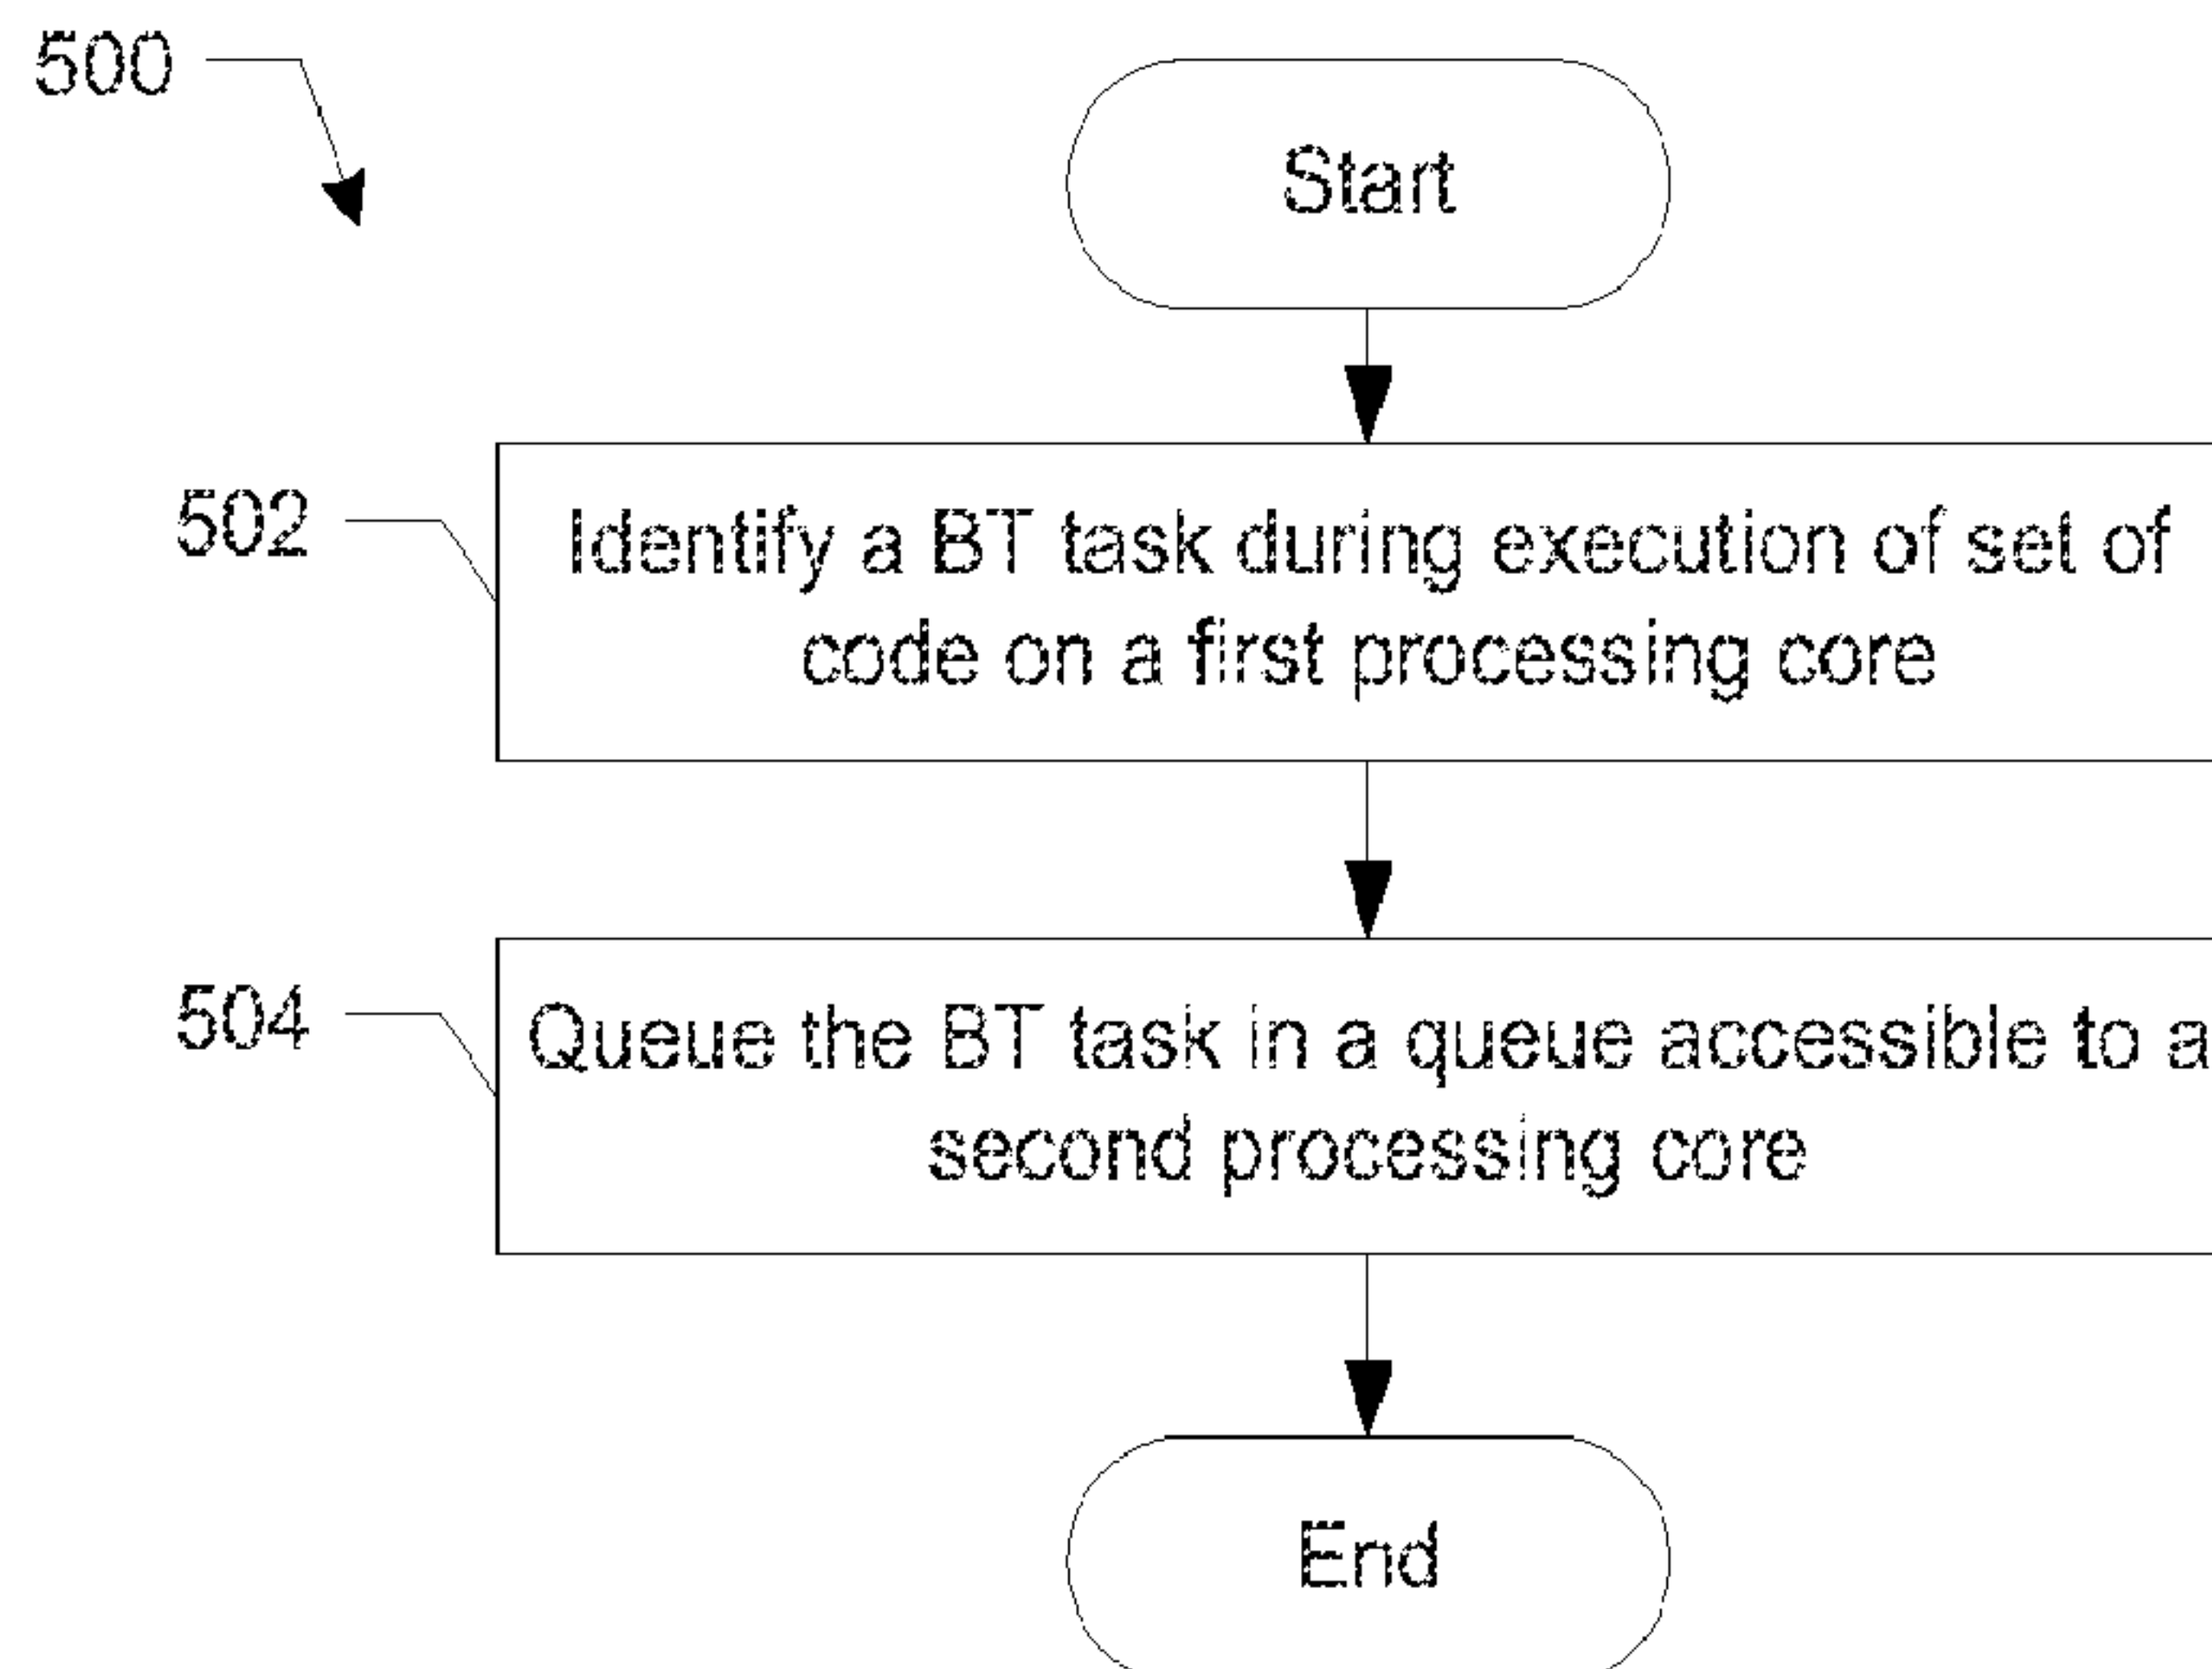 500
Start
502
Identify a BT task during execution of set of
code on a first processing core
504
Queue the BT task in a queue accessible to a
second processing core
End